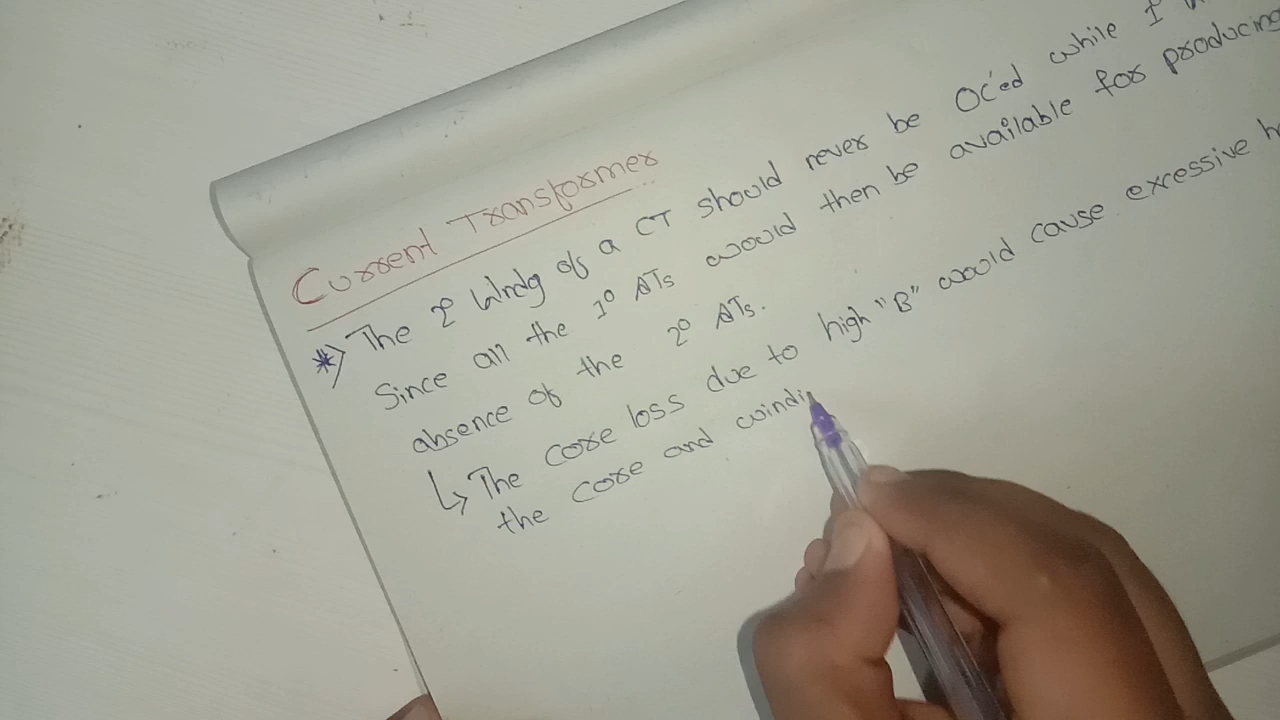 Current Transformer
*) The 2° Wndg of a CT should never be OC'ed while 1°
Since all the 1° ATs would then be available for producing
absence of the 2° ATs.
↳ The core loss due to high "B" would cause excessive
the core and windi